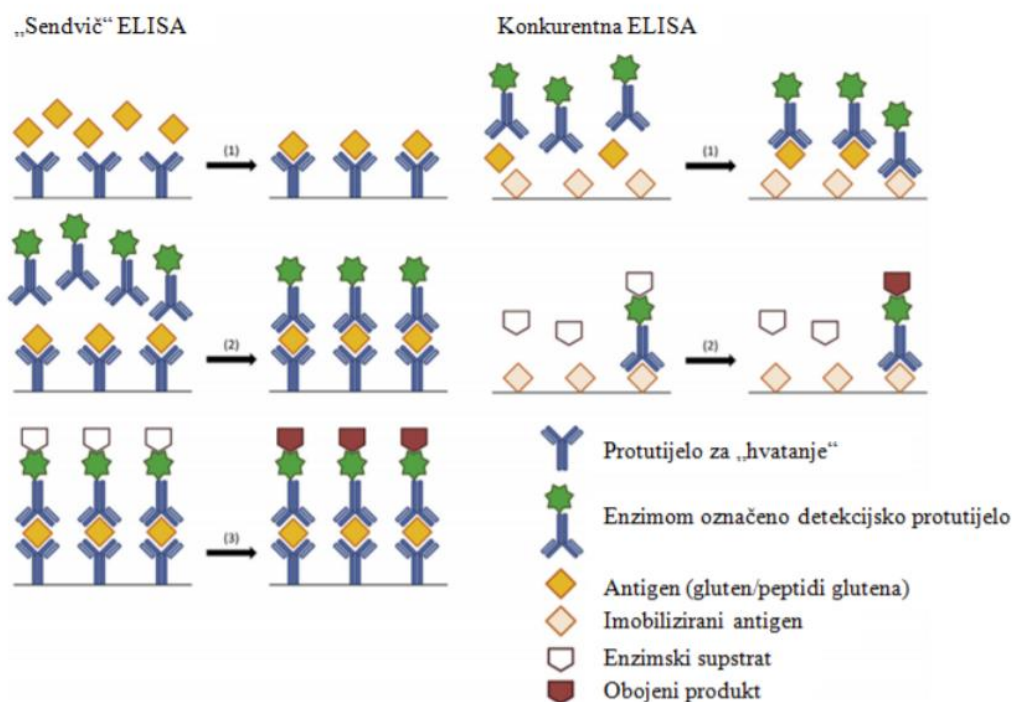 „Sendvič“ ELISA
Konkurentna ELISA
(1)
(1)
(2)
(2)
(3)
Protutijelo za „hvatanje“
Enzimom označeno detekcijsko protutijelo
Antigen (gluten/peptidi glutena)
Imobilizirani antigen
Enzimski supstrat
Obojeni produkt